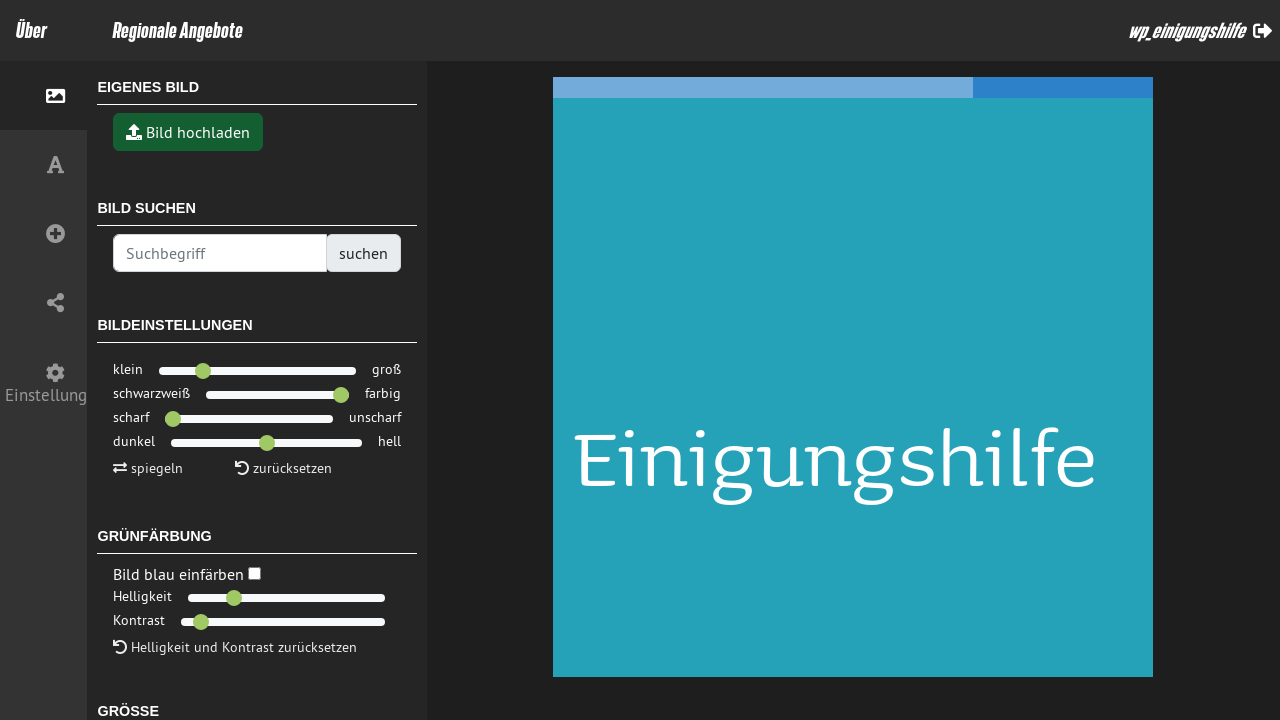 Über
Regionale Angebote
wp_einigungshilfe
EIGENES BILD
Bild hochladen
BILD SUCHEN
Suchbegriff
suchen
BILDEINSTELLUNGEN
klein
groß
schwarzweiß
farbig
scharf
unscharf
dunkel
hell
spiegeln
zurücksetzen
Einstellung
GRÜNFÄRBUNG
Bild blau einfärben
Helligkeit
Kontrast
Helligkeit und Kontrast zurücksetzen
GRÖSSE
Einigungshilfe